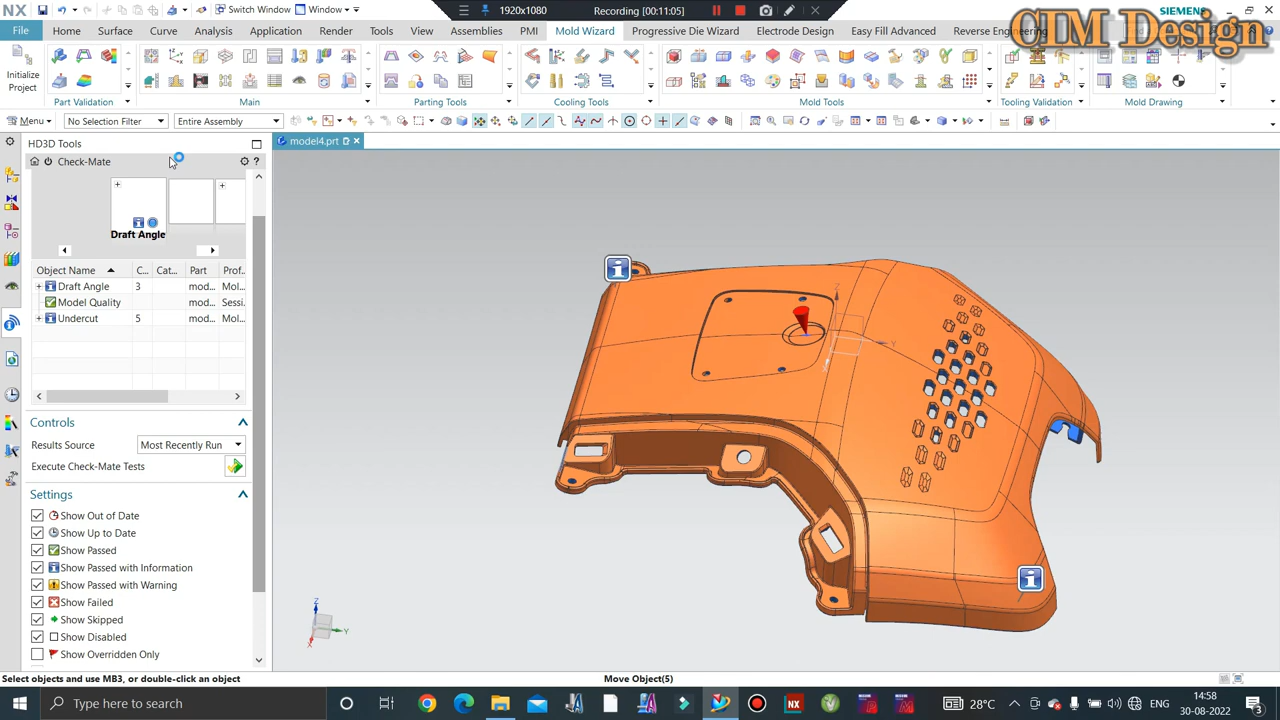 NX
Switch Window
Window
1920x1080
Recording [00:11:05]
SIEMENS
CIM Design
File
Home
Surface
Curve
Analysis
Application
Render
Tools
View
Assemblies
PMI
Mold Wizard
Progressive Die Wizard
Electrode Design
Easy Fill Advanced
Reverse Engineering
Initialize
Project
Part Validation
Main
Parting Tools
Cooling Tools
Mold Tools
Tooling Validation
Mold Drawing
Menu
No Selection Filter
Entire Assembly
HD3D Tools
model4.prt
Check-Mate
Draft Angle
Object Name C... Cat... Part Prof...
Draft Angle 3 mod... Mol...
Model Quality mod... Sessi...
Undercut 5 mod... Mol...
Controls
Results Source Most Recently Run
Execute Check-Mate Tests
Settings
Show Out of Date
Show Up to Date
Show Passed
Show Passed with Information
Show Passed with Warning
Show Failed
Show Skipped
Show Disabled
Show Overridden Only
Z
Y
Z
Y
X
Select objects and use MB3, or double-click an object
Move Object(5)
Type here to search
28°C
ENG
14:58
30-08-2022
3